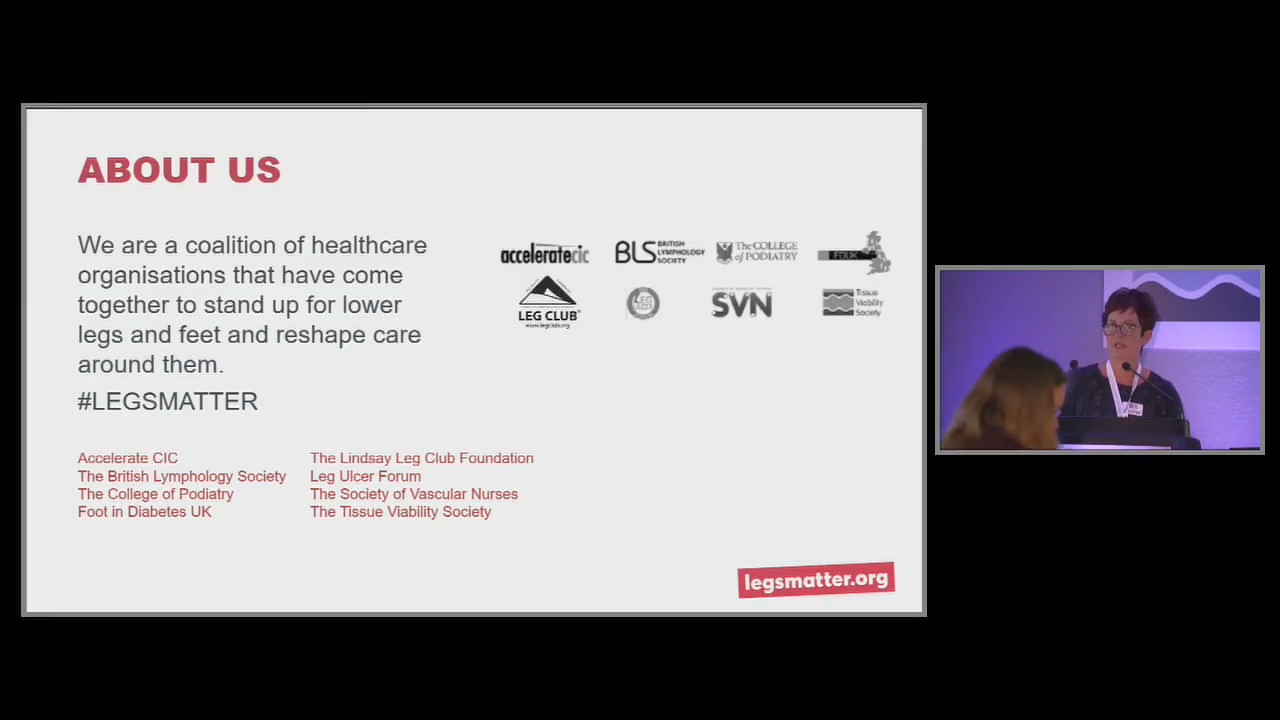 ABOUT US
We are a coalition of healthcare
organisations that have come
together to stand up for lower
legs and feet and reshape care
around them.
#LEGSMATTER
acceleratecic
BLS BRITISH LYMPHOLOGY SOCIETY
The COLLEGE of PODIATRY
FDUK
LEG CLUB
www.legclub.org
SVN
Tissue Viability Society
Accelerate CIC
The British Lymphology Society
The College of Podiatry
Foot in Diabetes UK
The Lindsay Leg Club Foundation
Leg Ulcer Forum
The Society of Vascular Nurses
The Tissue Viability Society
legsmatter.org